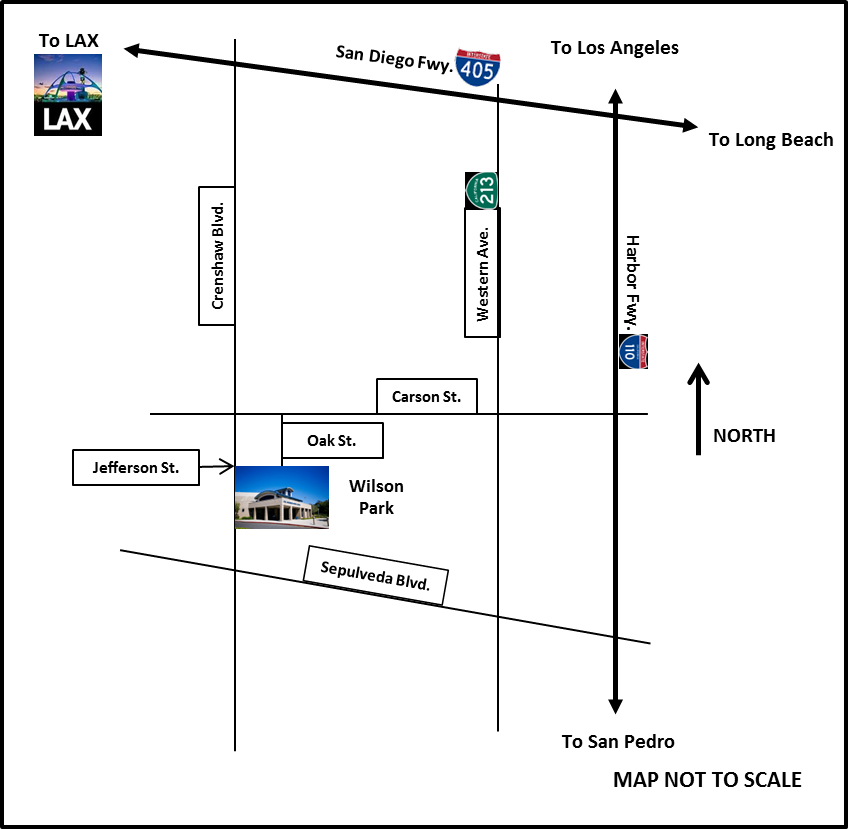 To LAX
LAX
San Diego Fwy.
INTERSTATE
405
To Los Angeles
To Long Beach
CALIFORNIA
213
Crenshaw Blvd.
Western Ave.
Harbor Fwy.
110
Carson St.
NORTH
Oak St.
Jefferson St.
Wilson
Park
Sepulveda Blvd.
To San Pedro
MAP NOT TO SCALE